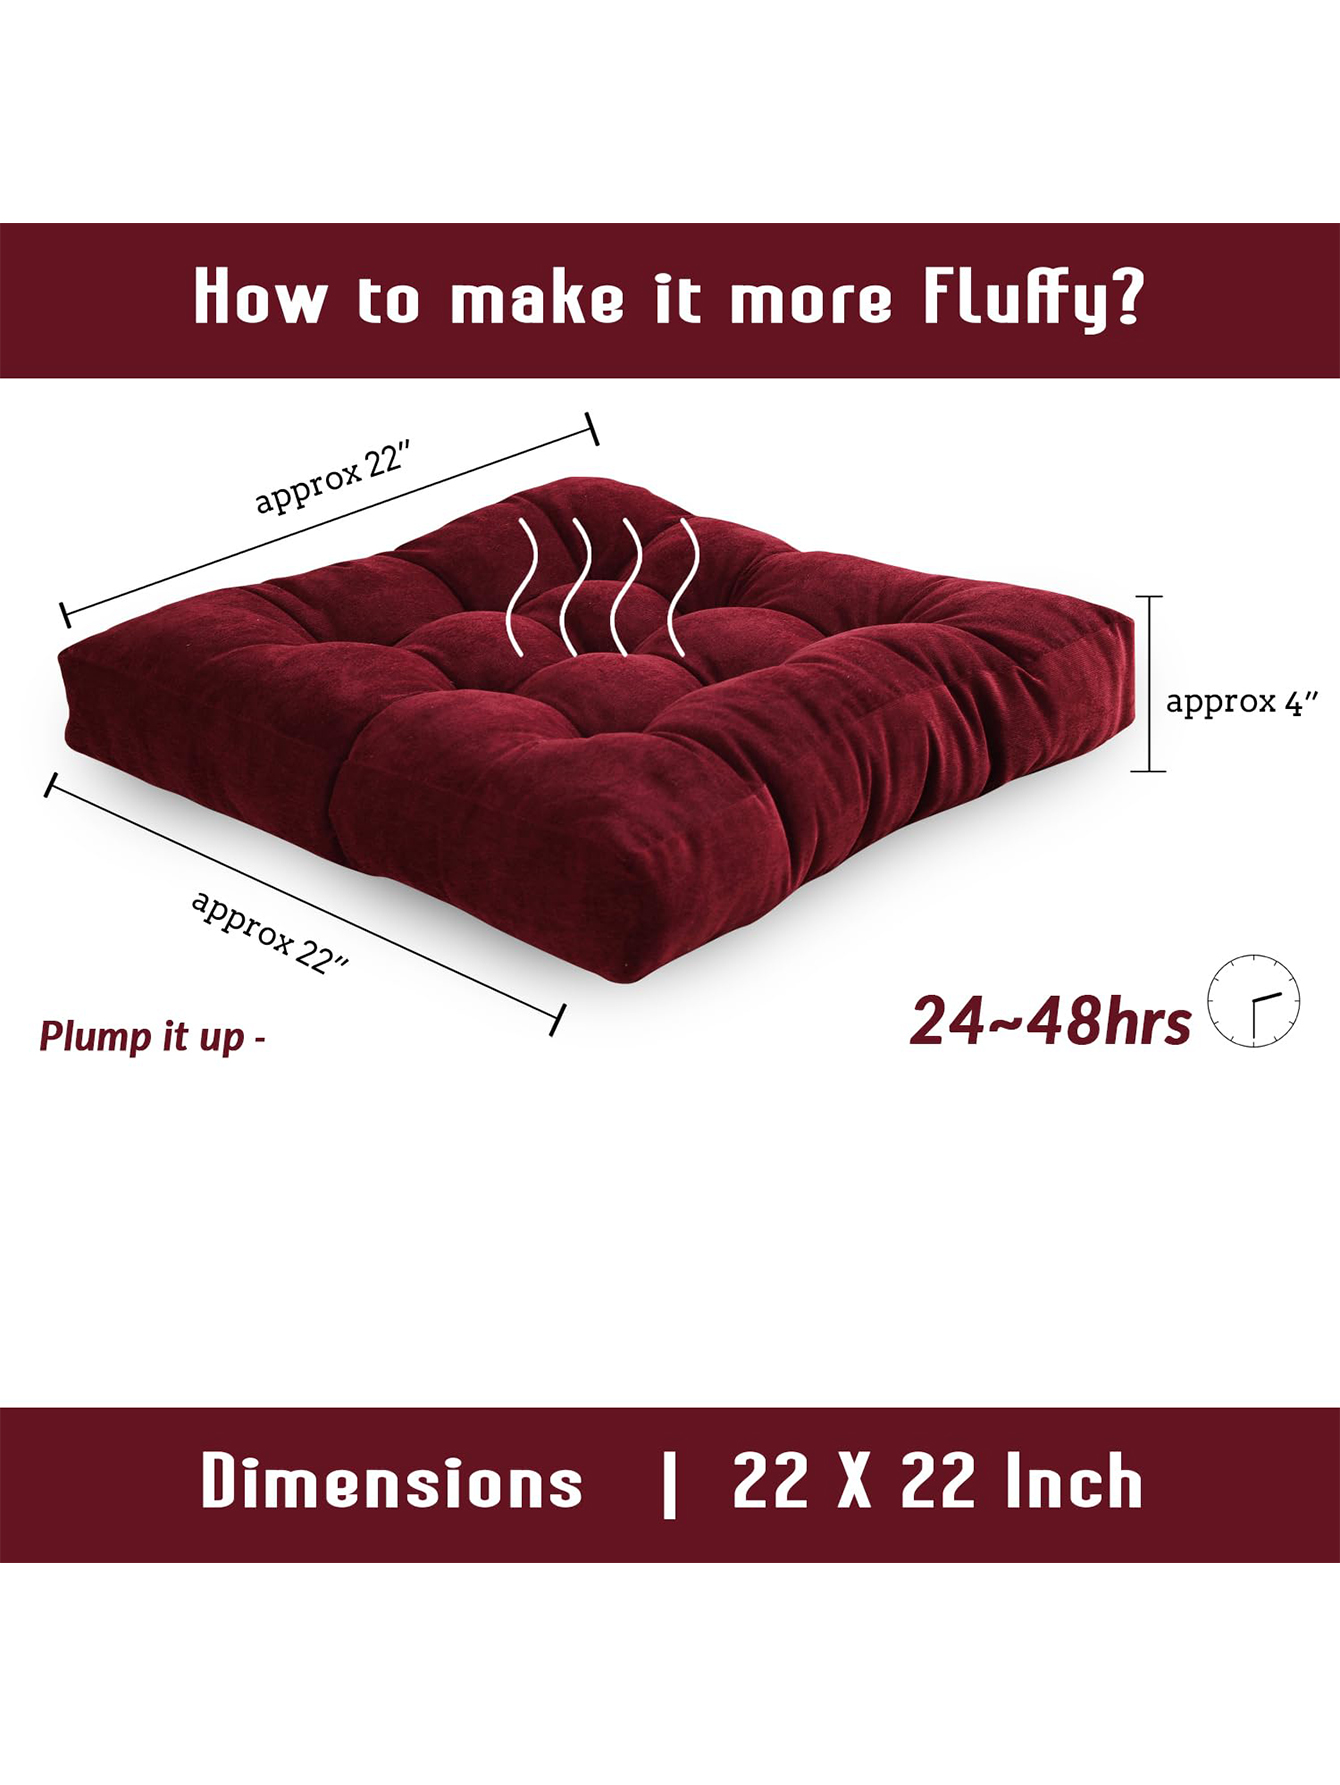 How to make it more Fluffy?
approx 22"
approx 4"
approx 22"
Plump it up -
24~48hrs
Dimensions | 22 X 22 Inch